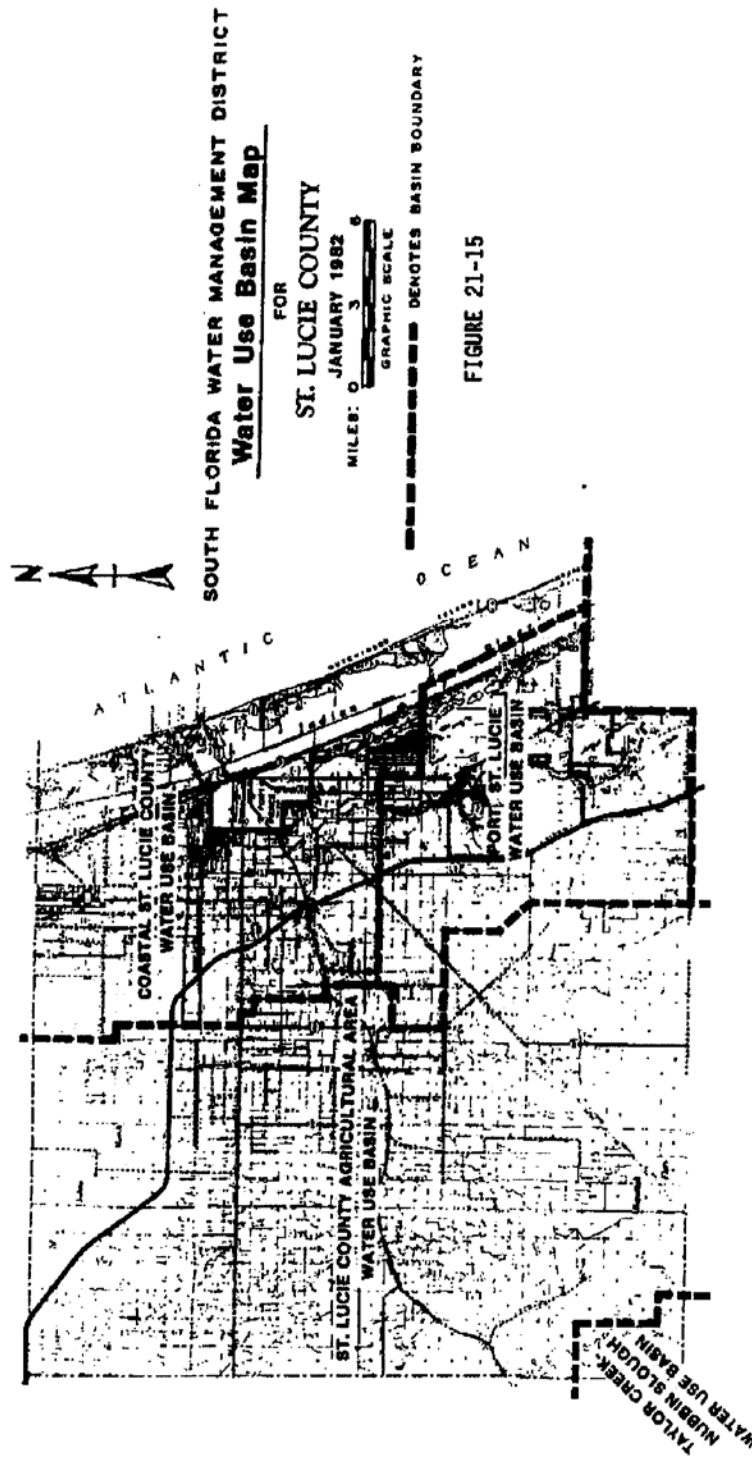 SOUTH FLORIDA WATER MANAGEMENT DISTRICT
Water Use Basin Map
FOR
ST. LUCIE COUNTY
JANUARY 1982
MILES: 0 3 6
GRAPHIC SCALE
DENOTES BASIN BOUNDARY
FIGURE 21-15
N
ATLANTIC OCEAN
Indian
COASTAL ST. LUCIE COUNTY
WATER USE BASIN
PORT ST. LUCIE
WATER USE BASIN
ST. LUCIE COUNTY AGRICULTURAL AREA
WATER USE BASIN
TAYLOR CREEK
NUBBIN SLOUGH
WATER USE BASIN